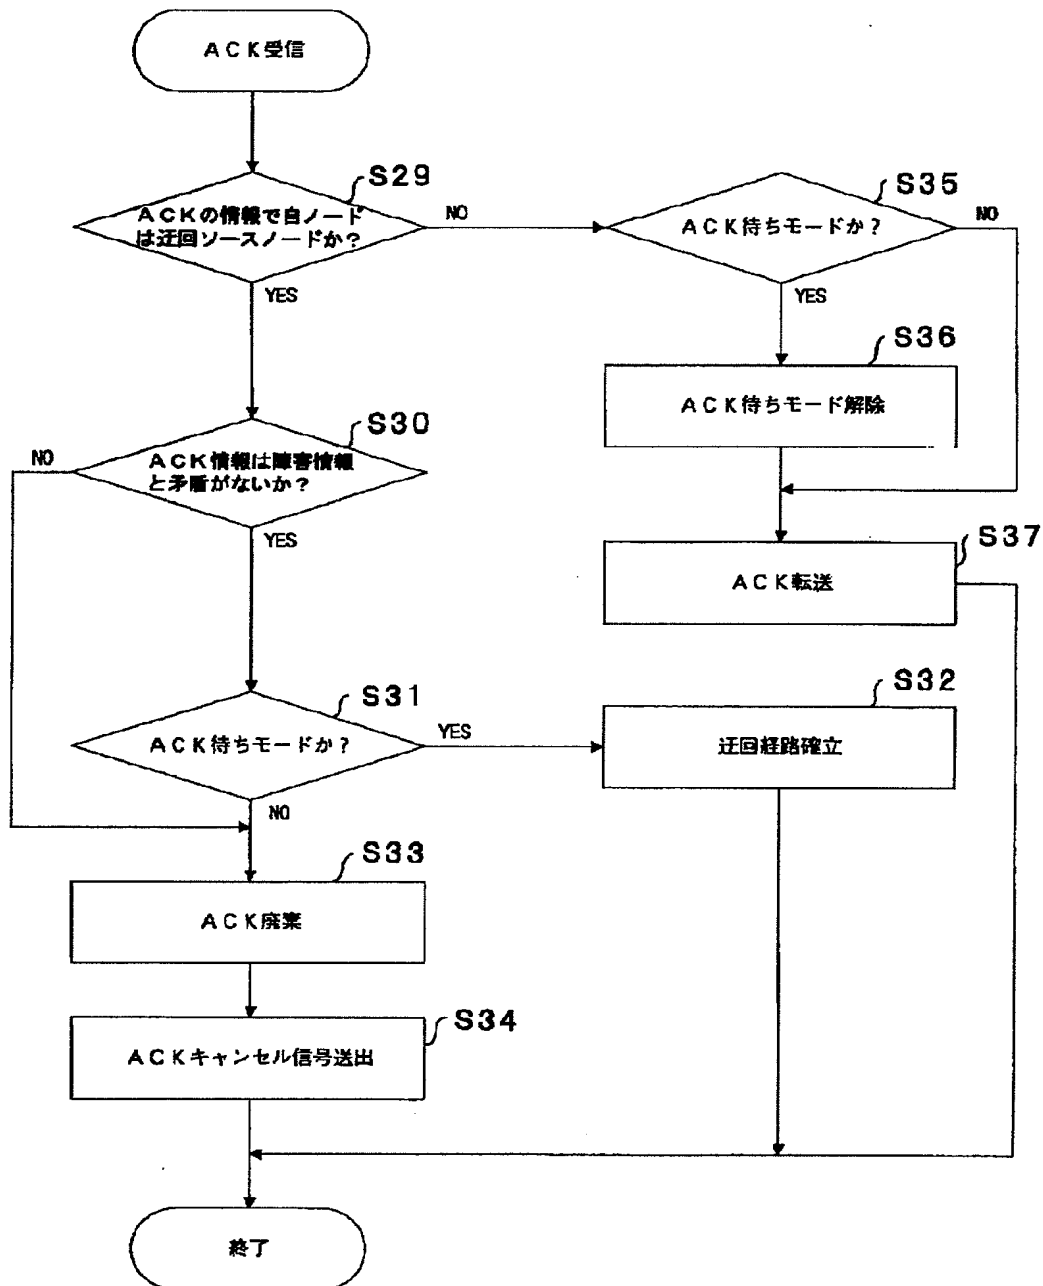 ACK受信
S29
ACKの情報で自ノード
は迂回ソースノードか?
NO
YES
S35
ACK待ちモードか?
NO
YES
S36
ACK待ちモード解除
S30
ACK情報は障害情報
と矛盾がないか?
NO
YES
S37
ACK転送
S31
ACK待ちモードか?
YES
NO
S32
迂回経路確立
S33
ACK廃棄
S34
ACKキャンセル信号送出
終了